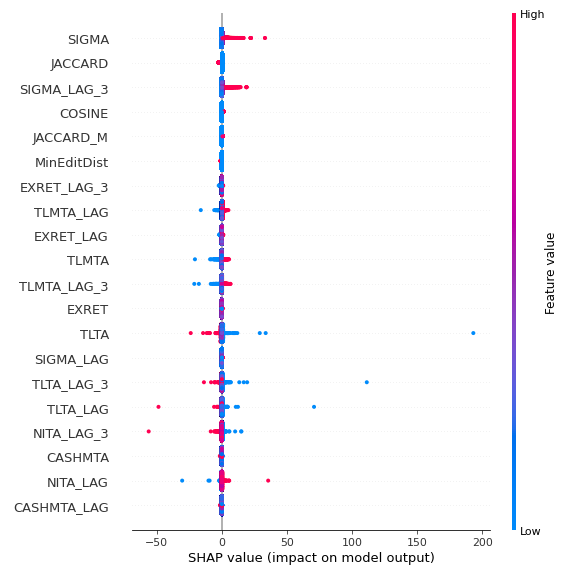 High
SIGMA
JACCARD
SIGMA_LAG_3
COSINE
JACCARD_M
MinEditDist
EXRET_LAG_3
TLMTA_LAG
EXRET_LAG
TLMTA
TLMTA_LAG_3
EXRET
TLTA
SIGMA_LAG
TLTA_LAG_3
TLTA_LAG
NITA_LAG_3
CASHMTA
NITA_LAG
CASHMTA_LAG
Feature value
Low
−50 0 50 100 150 200
SHAP value (impact on model output)